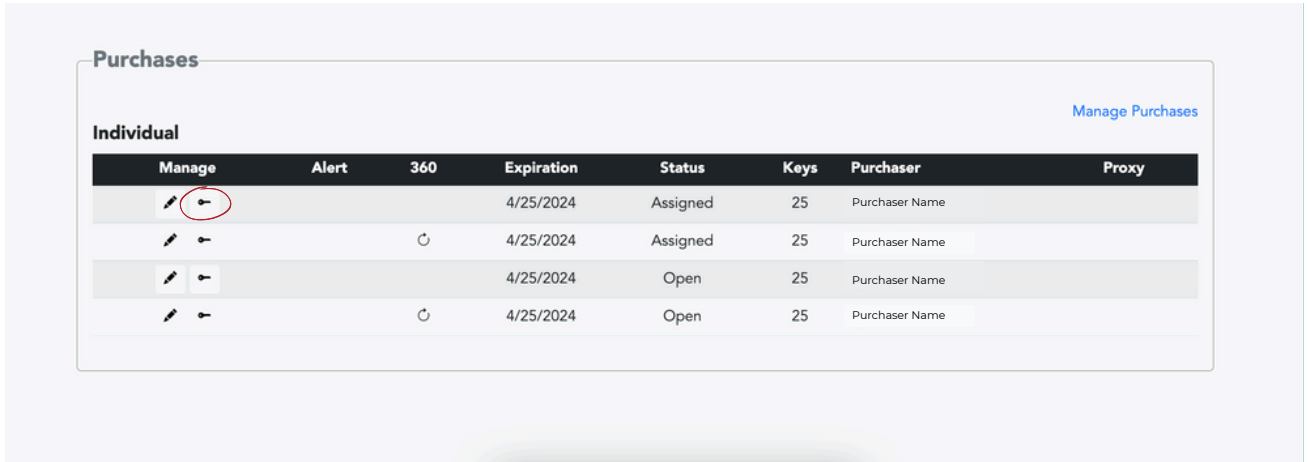 Purchases
Manage Purchases
Individual
Manage Alert 360 Expiration Status Keys Purchaser Proxy
4/25/2024 Assigned 25 Purchaser Name
4/25/2024 Assigned 25 Purchaser Name
4/25/2024 Open 25 Purchaser Name
4/25/2024 Open 25 Purchaser Name